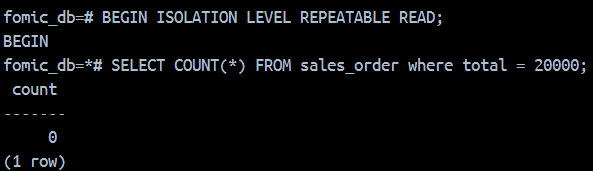 fomic_db=# BEGIN ISOLATION LEVEL REPEATABLE READ;
BEGIN
fomic_db=*# SELECT COUNT(*) FROM sales_order where total = 20000;
 count
-------
     0
(1 row)